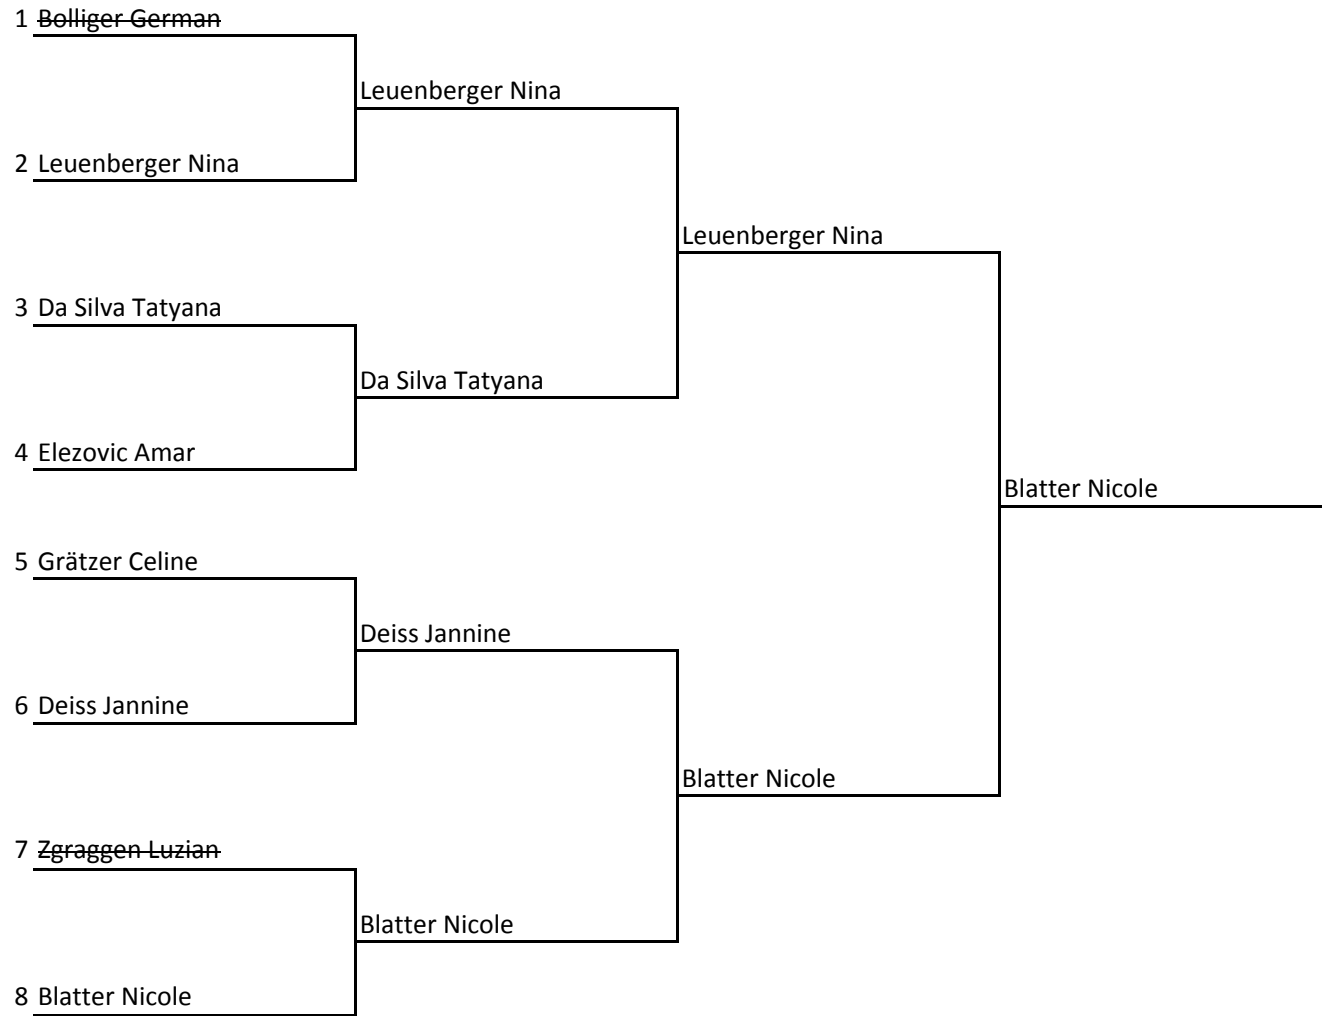 1 Bolliger German
Leuenberger Nina
2 Leuenberger Nina
Leuenberger Nina
3 Da Silva Tatyana
Da Silva Tatyana
4 Elezovic Amar
Blatter Nicole
5 Grätzer Celine
Deiss Jannine
6 Deiss Jannine
Blatter Nicole
7 Zgraggen Luzian
Blatter Nicole
8 Blatter Nicole